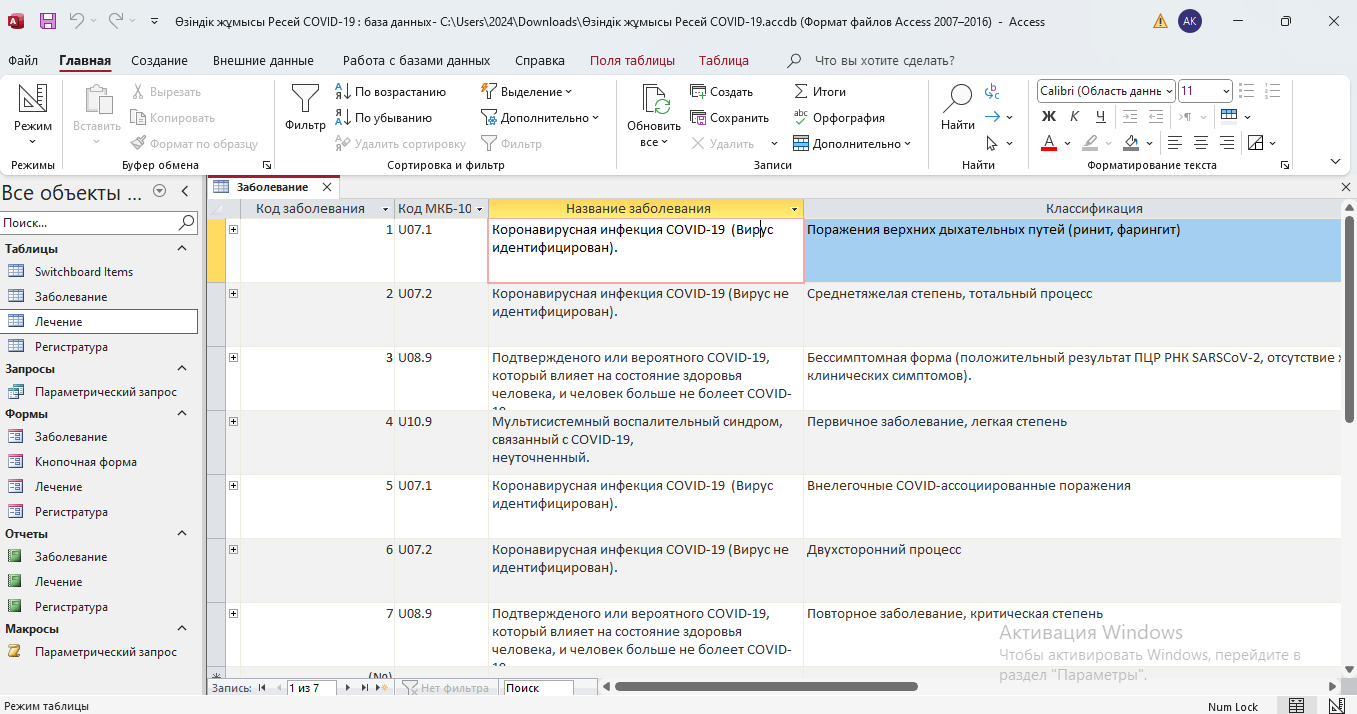 Өзіндік жұмысы Ресей COVID-19 : база данных- C:\Users\2024\Downloads\Өзіндік жұмысы Ресей COVID-19.accdb (Формат файлов Access 2007–2016) - Access
АК
Файл Главная Создание Внешние данные Работа с базами данных Справка Поля таблицы Таблица Что вы хотите сделать?
Режим
Режимы
Вставить
Вырезать
Копировать
Формат по образцу
Буфер обмена
Фильтр
По возрастанию
По убыванию
Удалить сортировку
Выделение
Дополнительно
Фильтр
Сортировка и фильтр
Обновить
все
Создать
Сохранить
Удалить
Итоги
Орфография
Дополнительно
Записи
Найти
Найти
Calibri (Область данн 11
Ж К Ч
Форматирование текста
Все объекты ...
Поиск...
Таблицы
Switchboard Items
Заболевание
Лечение
Регистратура
Запросы
Параметрический запрос
Формы
Заболевание
Кнопочная форма
Лечение
Регистратура
Отчеты
Заболевание
Лечение
Регистратура
Макросы
Параметрический запрос
Заболевание
Код заболевания Код МКБ-10 Название заболевания Классификация
1 U07.1 Коронавирусная инфекция COVID-19 (Вирус Поражения верхних дыхательных путей (ринит, фарингит)
идентифицирован).
2 U07.2 Коронавирусная инфекция COVID-19 (Вирус не Среднетяжелая степень, тотальный процесс
идентифицирован).
3 U08.9 Подтвержденого или вероятного COVID-19, Бессимптомная форма (положительный результат ПЦР РНК SARSCoV-2, отсутствие
который влияет на состояние здоровья клинических симптомов).
человека, и человек больше не болеет COVID-
4 U10.9 Мультисистемный воспалительный синдром, Первичное заболевание, легкая степень
связанный с COVID-19,
неуточненный.
5 U07.1 Коронавирусная инфекция COVID-19 (Вирус Внелегочные COVID-ассоциированные поражения
идентифицирован).
6 U07.2 Коронавирусная инфекция COVID-19 (Вирус не Двухсторонний процесс
идентифицирован).
7 U08.9 Подтвержденого или вероятного COVID-19, Повторное заболевание, критическая степень
который влияет на состояние здоровья
человека, и человек больше не болеет COVID-
(№)
Активация Windows
Чтобы активировать Windows, перейдите в
раздел "Параметры".
Запись: 1 из 7 Нет фильтра Поиск
Режим таблицы Num Lock